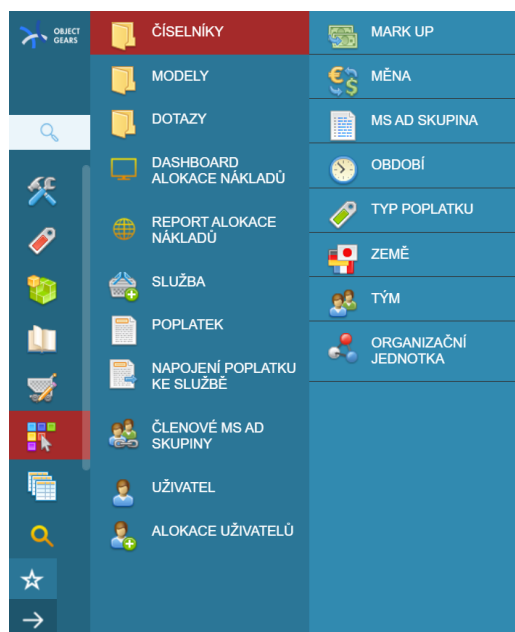 OBJECT
GEARS
ČÍSELNÍKY
MODELY
DOTAZY
DASHBOARD
ALOKACE NÁKLADŮ
REPORT ALOKACE
NÁKLADŮ
SLUŽBA
POPLATEK
NAPOJENÍ POPLATKU
KE SLUŽBĚ
ČLENOVÉ MS AD
SKUPINY
UŽIVATEL
ALOKACE UŽIVATELŮ
MARK UP
MĚNA
MS AD SKUPINA
OBDOBÍ
TYP POPLATKU
ZEMĚ
TÝM
ORGANIZAČNÍ
JEDNOTKA